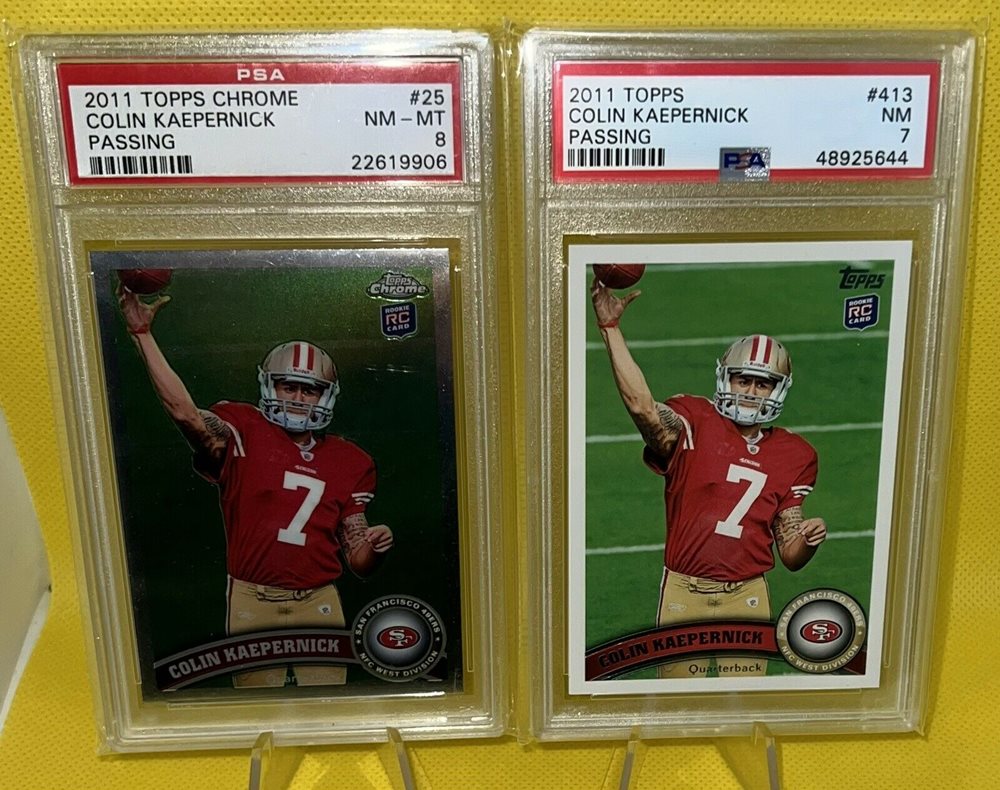 PSA
2011 TOPPS CHROME #25
COLIN KAEPERNICK NM-MT
PASSING 8
22619906
Topps
Chrome
ROOKIE
RC
CARD
49ERS
7
COLIN KAEPERNICK
SAN FRANCISCO 49ERS
SF
NFC WEST DIVISION
2011 TOPPS #413
COLIN KAEPERNICK NM
PASSING 7
PSA 48925644
Topps
ROOKIE
RC
CARD
7
COLIN KAEPERNICK
Quarterback
SAN FRANCISCO 49ERS
SF
NFC WEST DIVISION